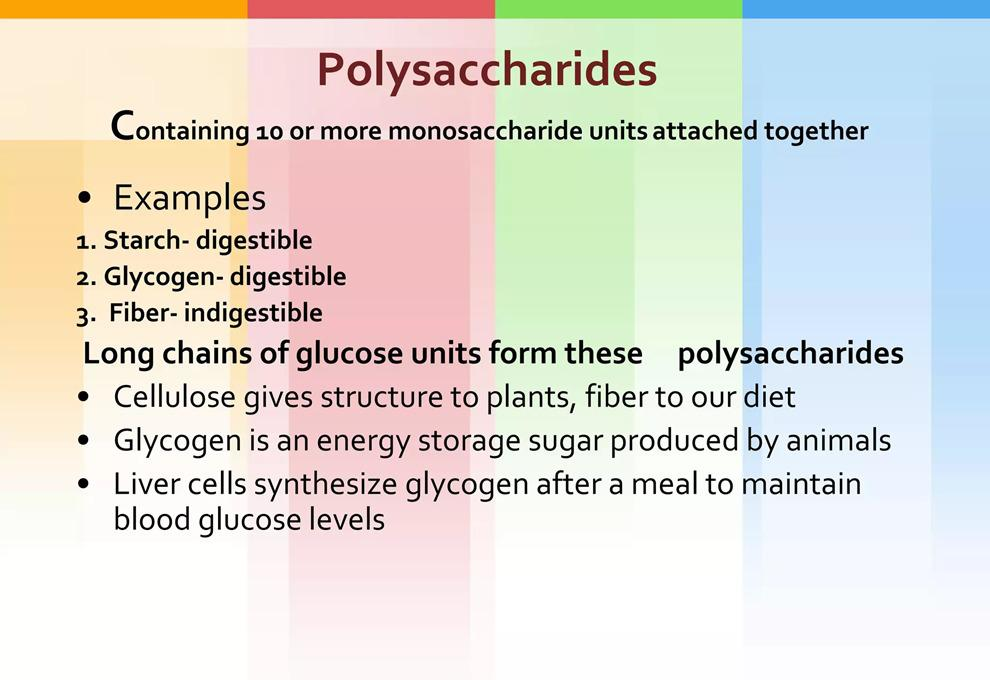 Polysaccharides
Containing 10 or more monosaccharide units attached together
• Examples
1. Starch- digestible
2. Glycogen- digestible
3. Fiber- indigestible
Long chains of glucose units form these polysaccharides
• Cellulose gives structure to plants, fiber to our diet
• Glycogen is an energy storage sugar produced by animals
• Liver cells synthesize glycogen after a meal to maintain
blood glucose levels